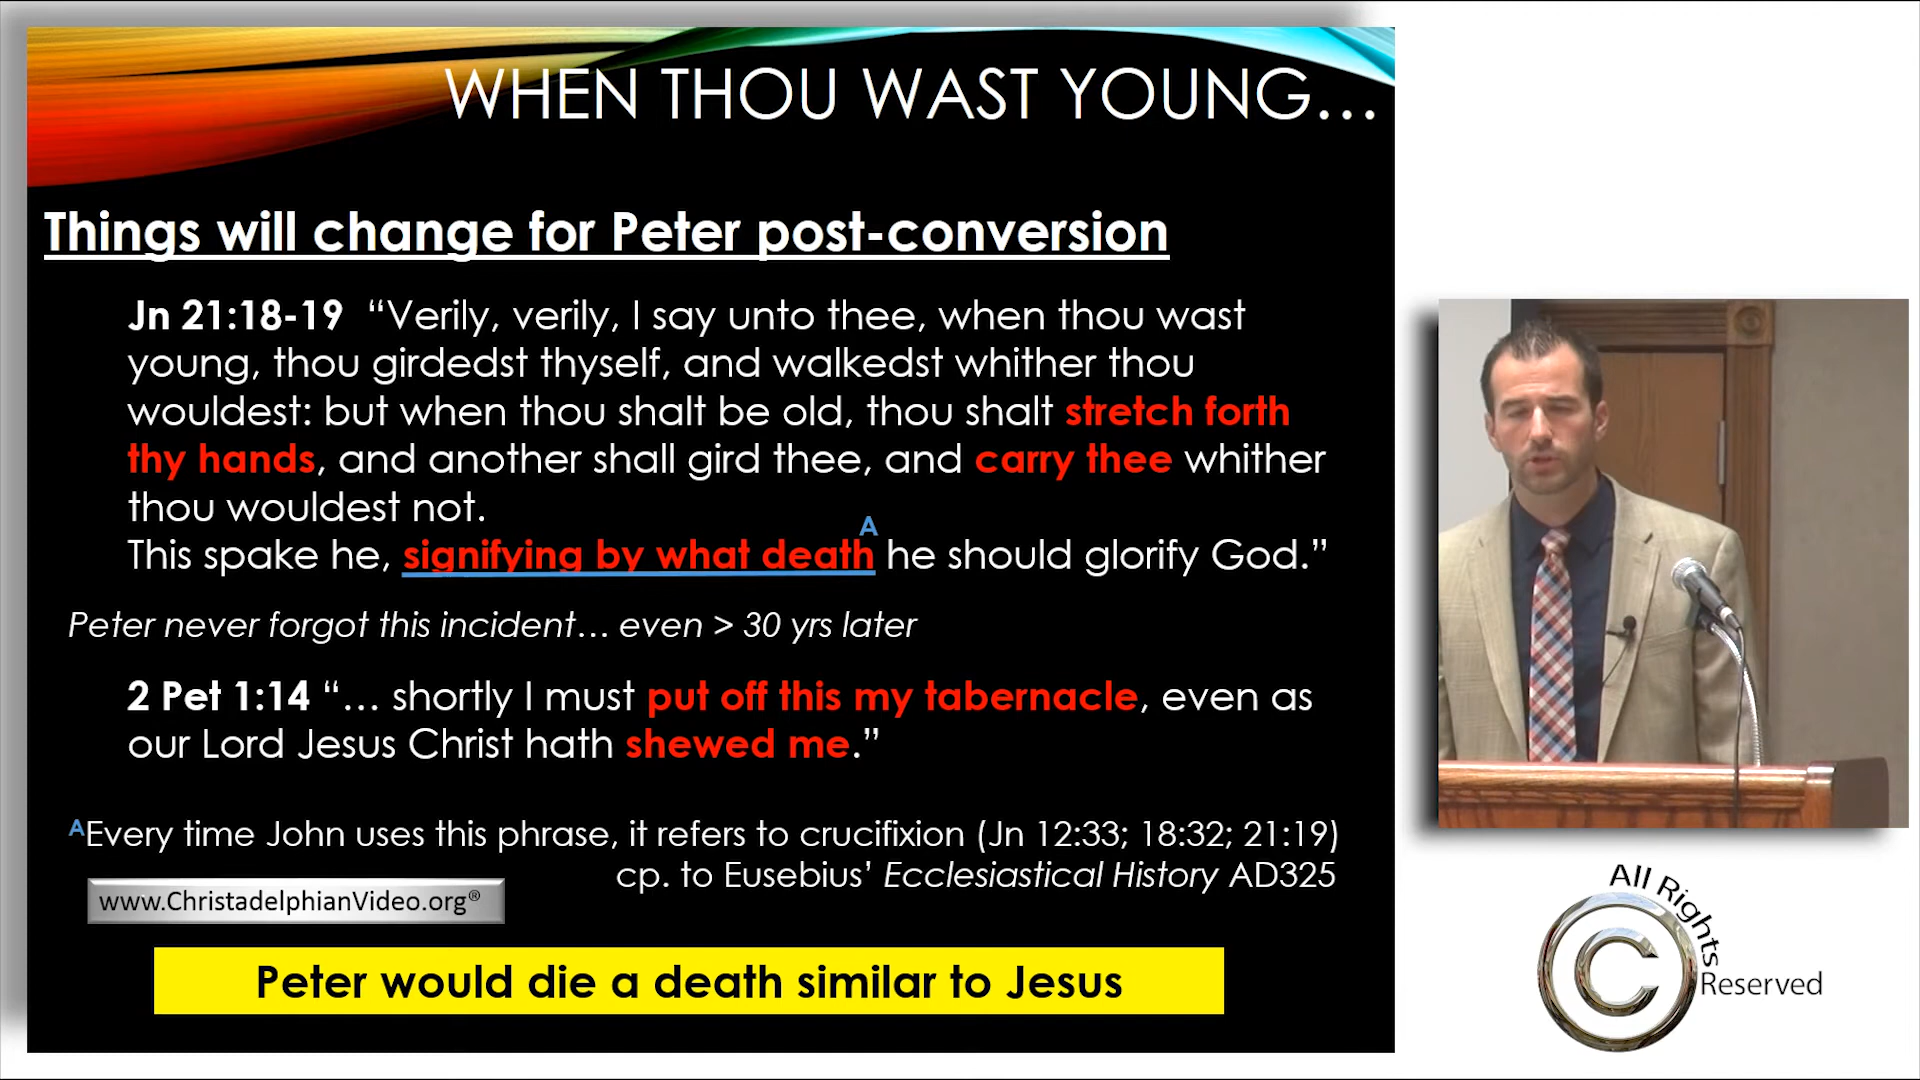 WHEN THOU WAST YOUNG…
Things will change for Peter post-conversion
Jn 21:18-19 “Verily, verily, I say unto thee, when thou wast
young, thou girdedst thyself, and walkedst whither thou
wouldest: but when thou shalt be old, thou shalt stretch forth
thy hands, and another shall gird thee, and carry thee whither
thou wouldest not.
This spake he, signifying by what death A he should glorify God.”
Peter never forgot this incident… even > 30 yrs later
2 Pet 1:14 “… shortly I must put off this my tabernacle, even as
our Lord Jesus Christ hath shewed me.”
AEvery time John uses this phrase, it refers to crucifixion (Jn 12:33; 18:32; 21:19)
cp. to Eusebius’ Ecclesiastical History AD325
www.ChristadelphianVideo.org®
Peter would die a death similar to Jesus
All Rights
C
Reserved